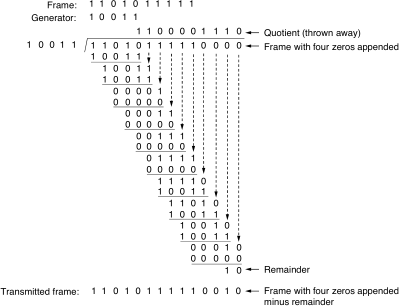 Frame: 1 1 0 1 0 1 1 1 1 1
Generator: 1 0 0 1 1
1 1 0 0 0 0 1 1 1 0 Quotient (thrown away)
1 0 0 1 1 1 1 0 1 0 1 1 1 1 1 0 0 0 0 Frame with four zeros appended
1 0 0 1 1
1 0 0 1 1
1 0 0 1 1
0 0 0 0 1
0 0 0 0 0
0 0 0 1 1
0 0 0 0 0
0 0 1 1 1
0 0 0 0 0
0 1 1 1 1
0 0 0 0 0
1 1 1 1 0
1 0 0 1 1
1 1 0 1 0
1 0 0 1 1
1 0 0 1 0
1 0 0 1 1
0 0 0 1 0
0 0 0 0 0
1 0 Remainder
Transmitted frame: 1 1 0 1 0 1 1 1 1 1 0 0 1 0 Frame with four zeros appended
minus remainder